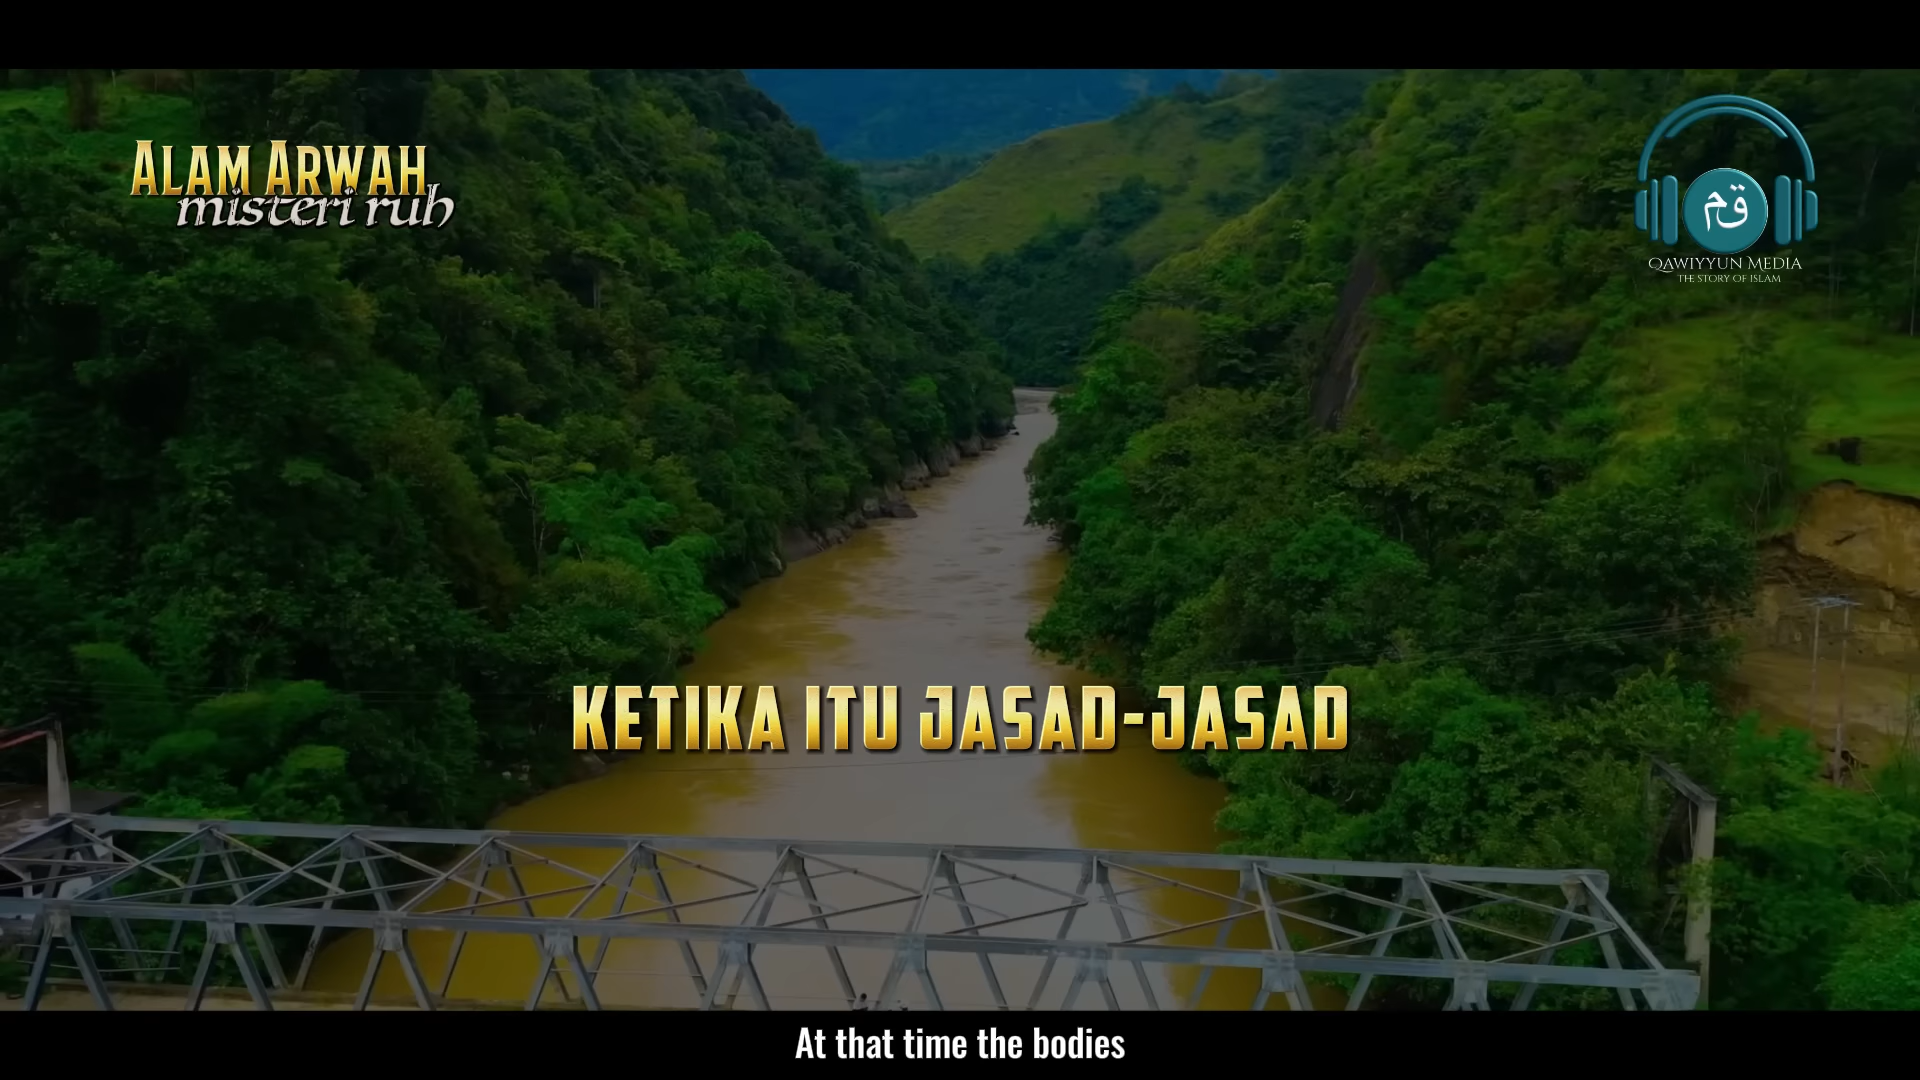 ALAM ARWAH
misteri ruh
قم
QAWIYYUN MEDIA
THE STORY OF ISLAM
KETIKA ITU JASAD-JASAD
At that time the bodies